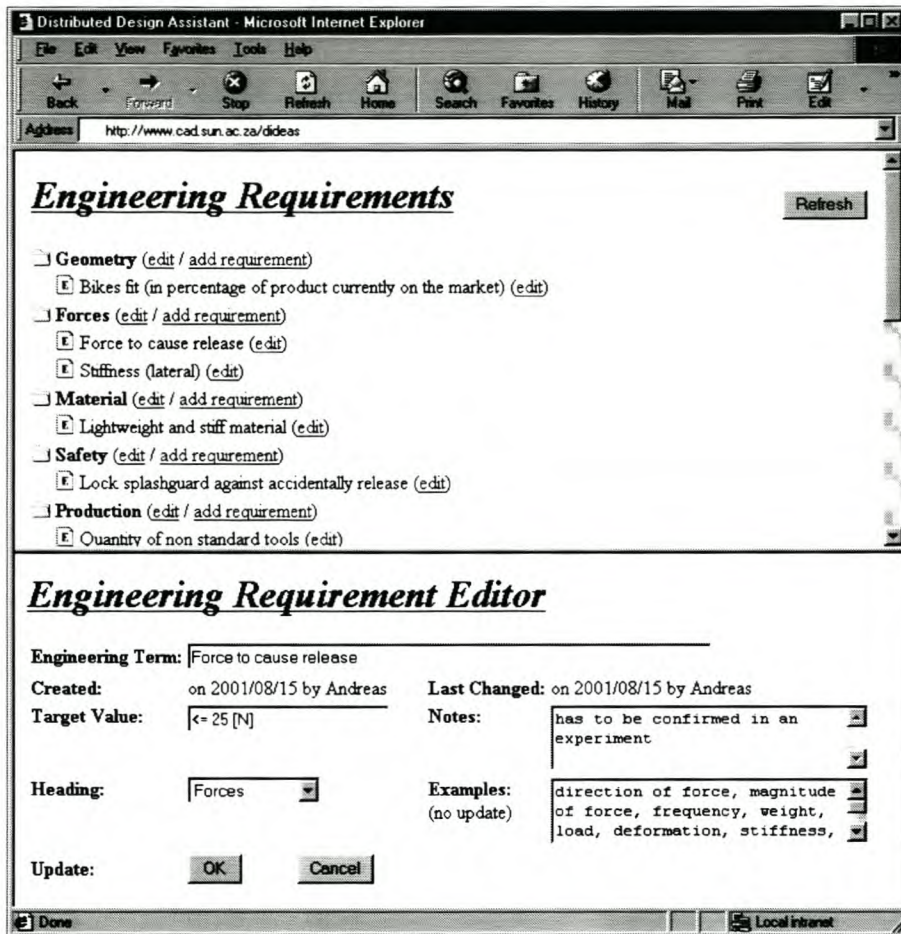 Distributed Design Assistant - Microsoft Internet Explorer
File Edit View Favorites Tools Help
Back Forward Stop Refresh Home Search Favorites History Mail Print Edit »
Address http://www.cad.sun.ac.za/dideas
Engineering Requirements
Refresh
Geometry (edit / add requirement)
E Bikes fit (in percentage of product currently on the market) (edit)
Forces (edit / add requirement)
E Force to cause release (edit)
E Stiffness (lateral) (edit)
Material (edit / add requirement)
E Lightweight and stiff material (edit)
Safety (edit / add requirement)
E Lock splashguard against accidentally release (edit)
Production (edit / add requirement)
E Quantity of non standard tools (edit)
Engineering Requirement Editor
Engineering Term: Force to cause release
Created: on 2001/08/15 by Andreas Last Changed: on 2001/08/15 by Andreas
Target Value: <= 25 [N] Notes: has to be confirmed in an
experiment
Heading: Forces Examples: direction of force, magnitude
(no update) of force, frequency, weight,
load, deformation, stiffness,
Update: OK Cancel
Done Local intranet